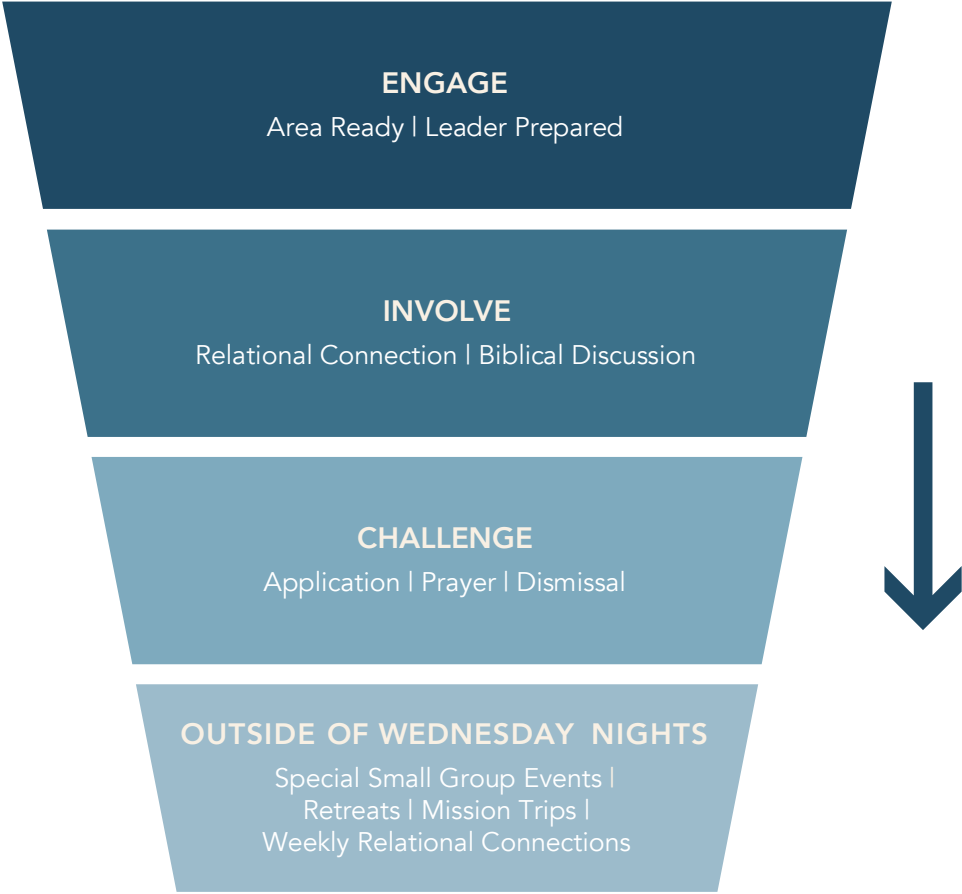 ENGAGE
Area Ready | Leader Prepared
INVOLVE
Relational Connection | Biblical Discussion
CHALLENGE
Application | Prayer | Dismissal
OUTSIDE OF WEDNESDAY NIGHTS
Special Small Group Events |
Retreats | Mission Trips |
Weekly Relational Connections